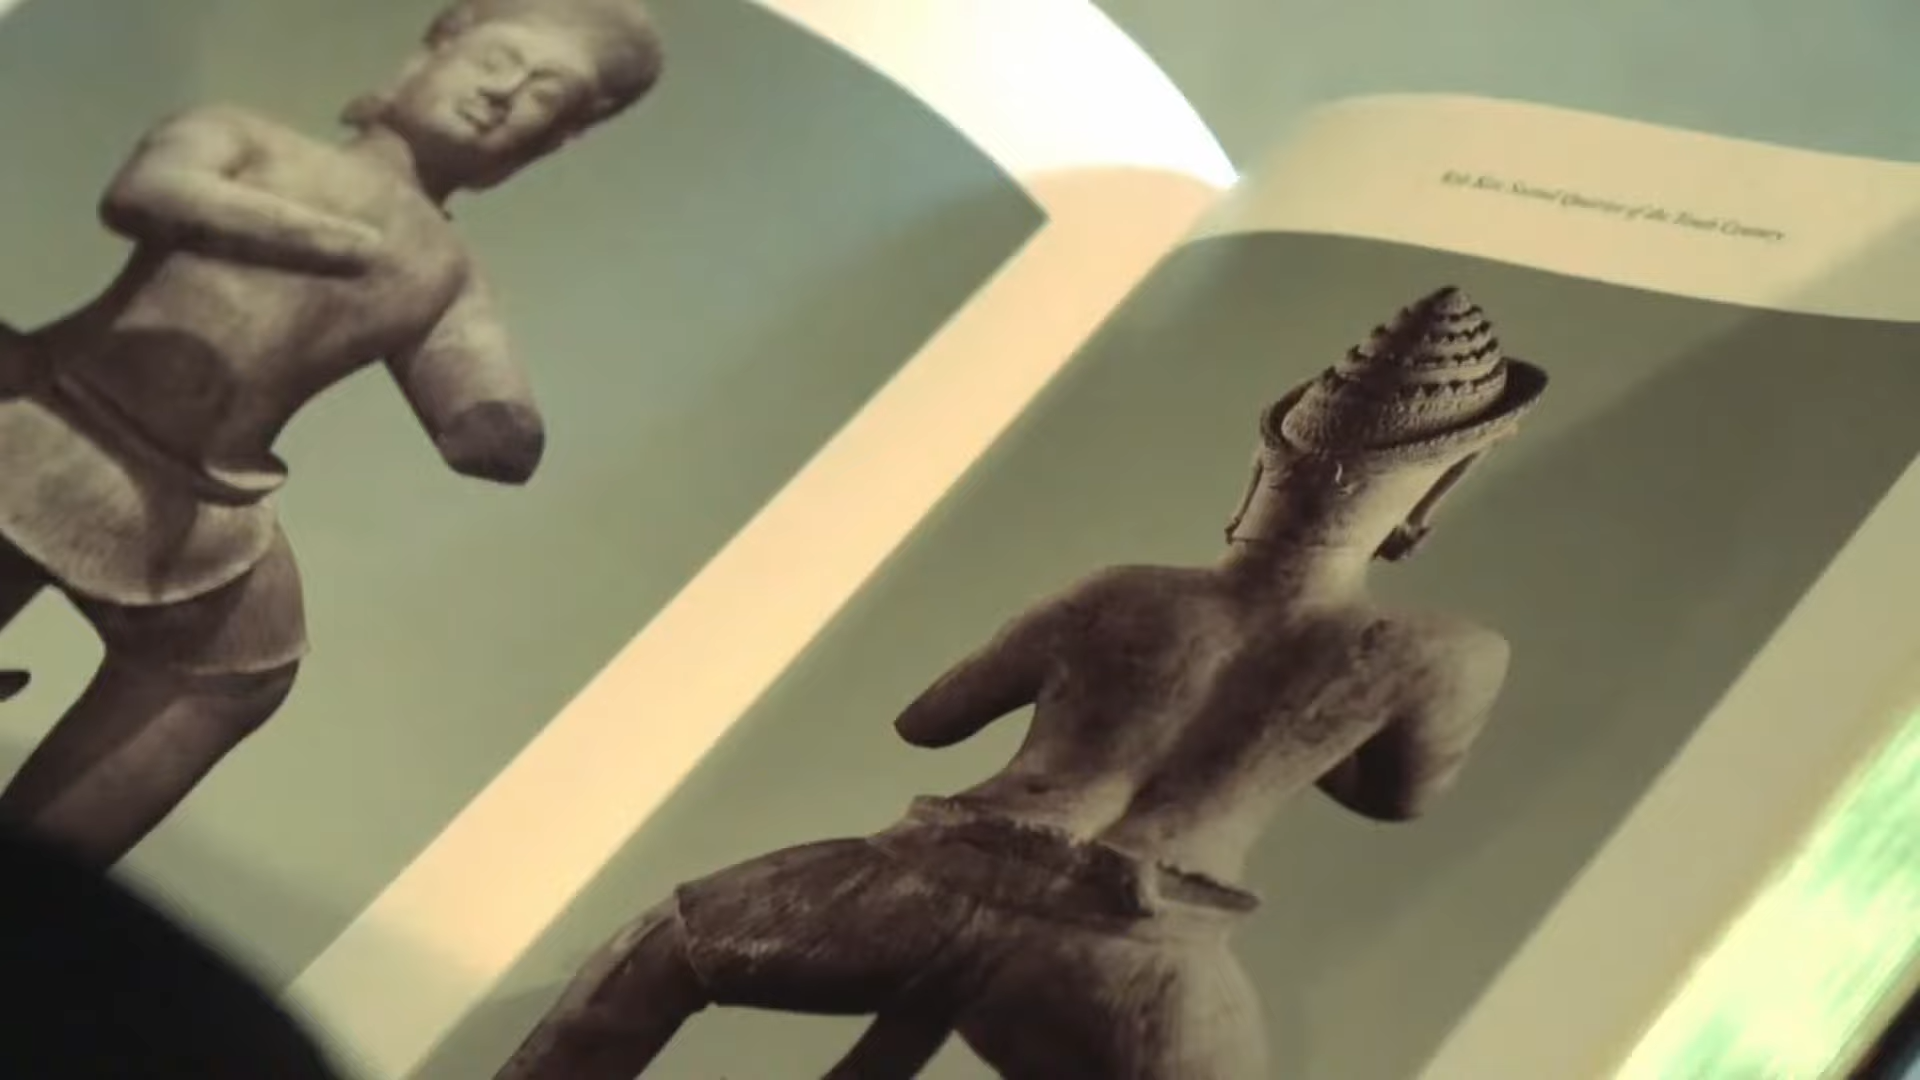 Koh Ker, Second Quarter of the Tenth Century